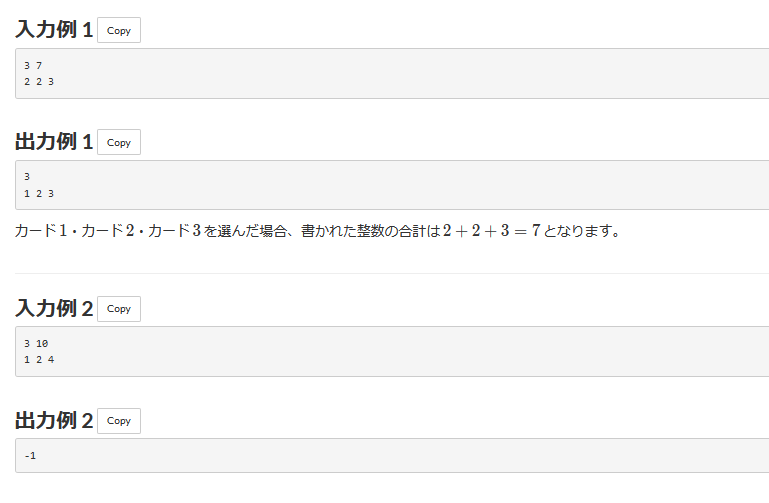 入力例 1 Copy
3 7
2 2 3
出力例 1 Copy
3
1 2 3
カード 1・カード 2・カード 3 を選んだ場合、書かれた整数の合計は 2 + 2 + 3 = 7 となります。
入力例 2 Copy
3 10
1 2 4
出力例 2 Copy
-1